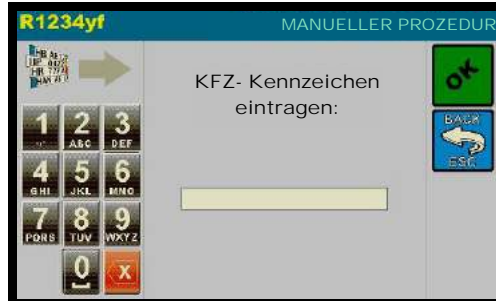 R1234yf
MANUELLER PROZEDUR
KFZ- Kennzeichen
eintragen:
OK
BACK
ESC
1
2
ABC
3
DEF
4
GHI
5
JKL
6
MNO
7
PQRS
8
TUV
9
WXYZ
0
X